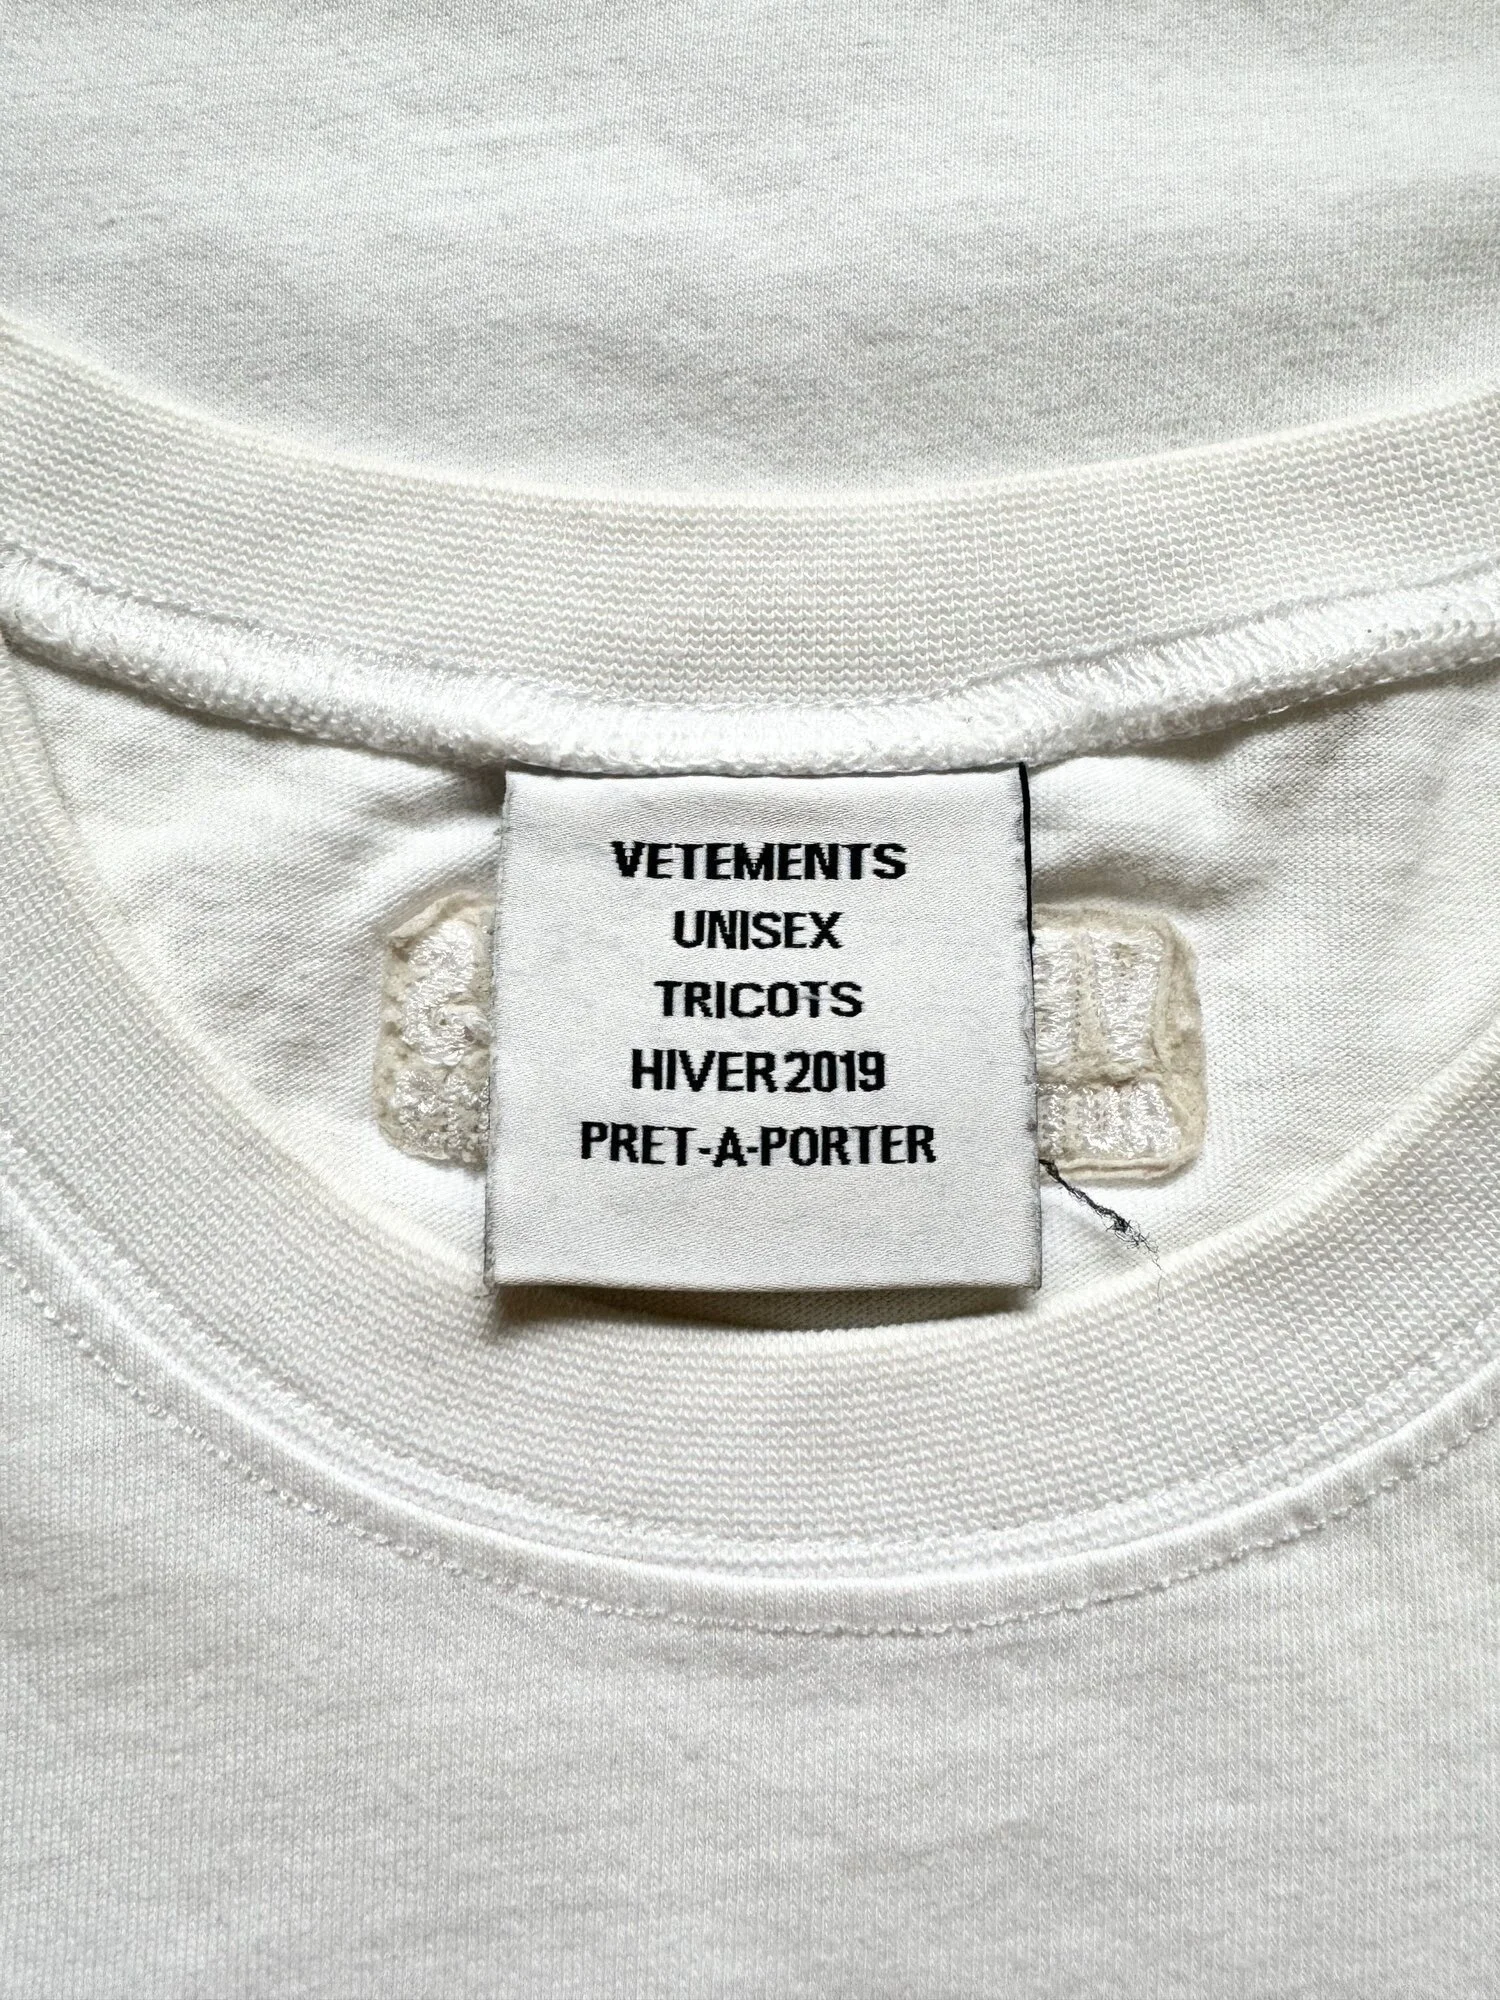 VETEMENTS
UNISEX
TRICOTS
HIVER 2019
PRET-A-PORTER